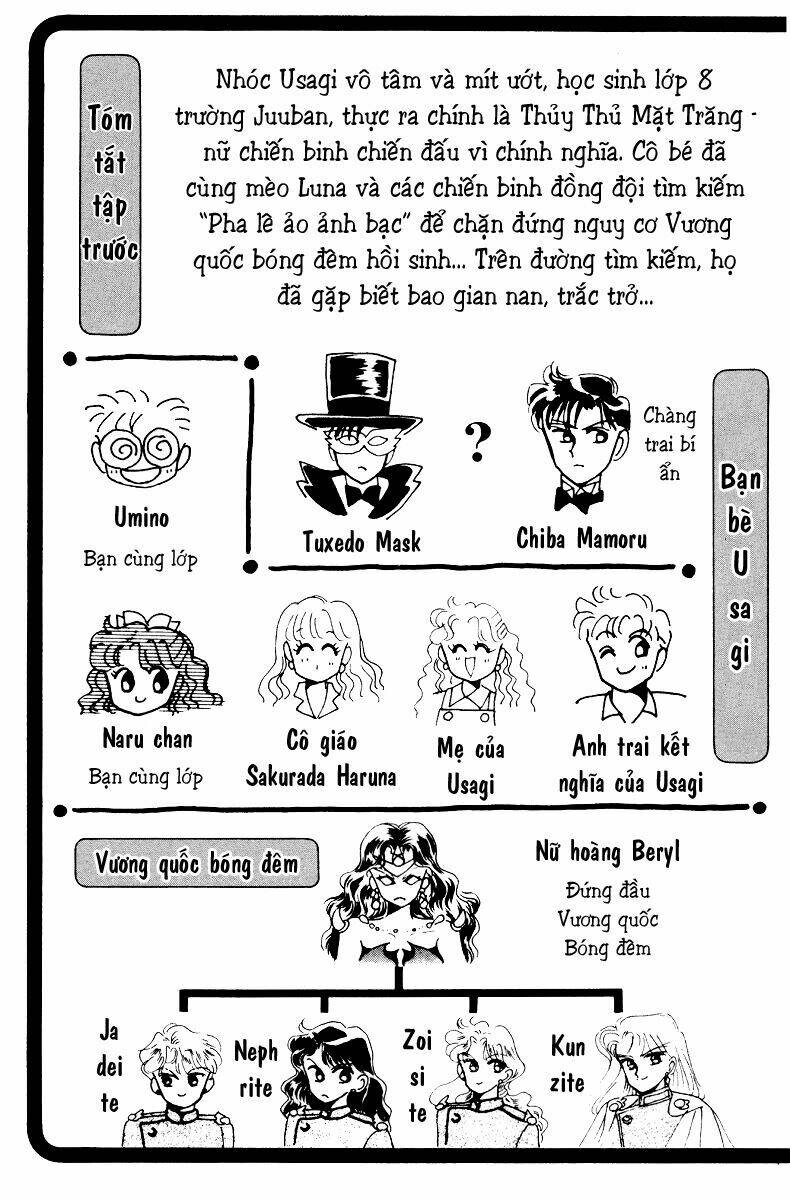 Tóm
tắt
tập
trước
Nhóc Usagi vô tâm và mít ướt, học sinh lớp 8
trường Juuban, thực ra chính là Thủy Thủ Mặt Trăng -
nữ chiến binh chiến đấu vì chính nghĩa. Cô bé đã
cùng mèo Luna và các chiến binh đồng đội tìm kiếm
"Pha lê ảo ảnh bạc" để chặn đứng nguy cơ Vương
quốc bóng đêm hồi sinh... Trên đường tìm kiếm, họ
đã gặp biết bao gian nan, trắc trở...
Umino
Bạn cùng lớp
Tuxedo Mask
?
Chiba Mamoru
Chàng
trai bí
ẩn
Bạn
bè
U
sa
gi
Naru chan
Bạn cùng lớp
Cô giáo
Sakurada Haruna
Mẹ của
Usagi
Anh trai kết
nghĩa của Usagi
Vương quốc bóng đêm
Nữ hoàng Beryl
Đứng đầu
Vương quốc
Bóng đêm
Ja
dei
te
Neph
rite
Zoi
si
te
Kun
zite